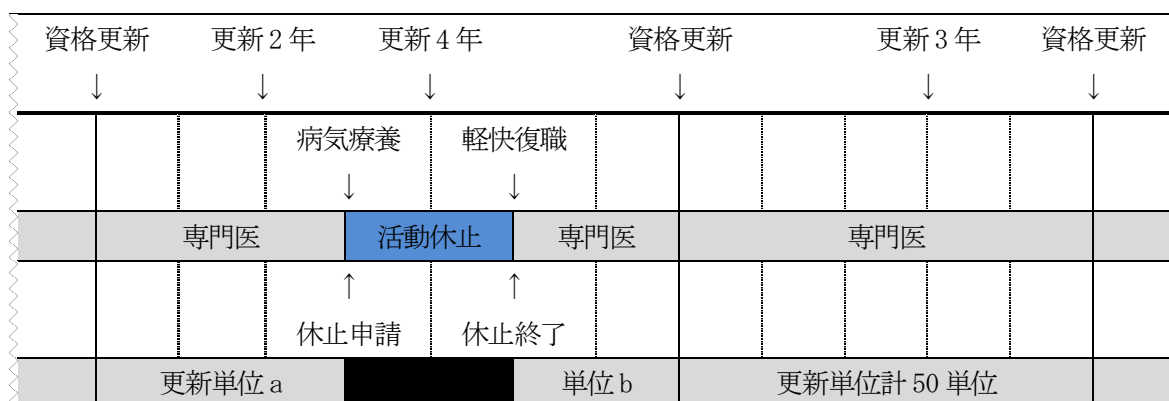 資格更新 更新2年 更新4年 資格更新 更新3年 資格更新
↓ ↓ ↓ ↓ ↓ ↓
病気療養 軽快復職
↓ ↓
専門医 活動休止 専門医 専門医
↑ ↑
休止申請 休止終了
更新単位a 単位b 更新単位計50単位